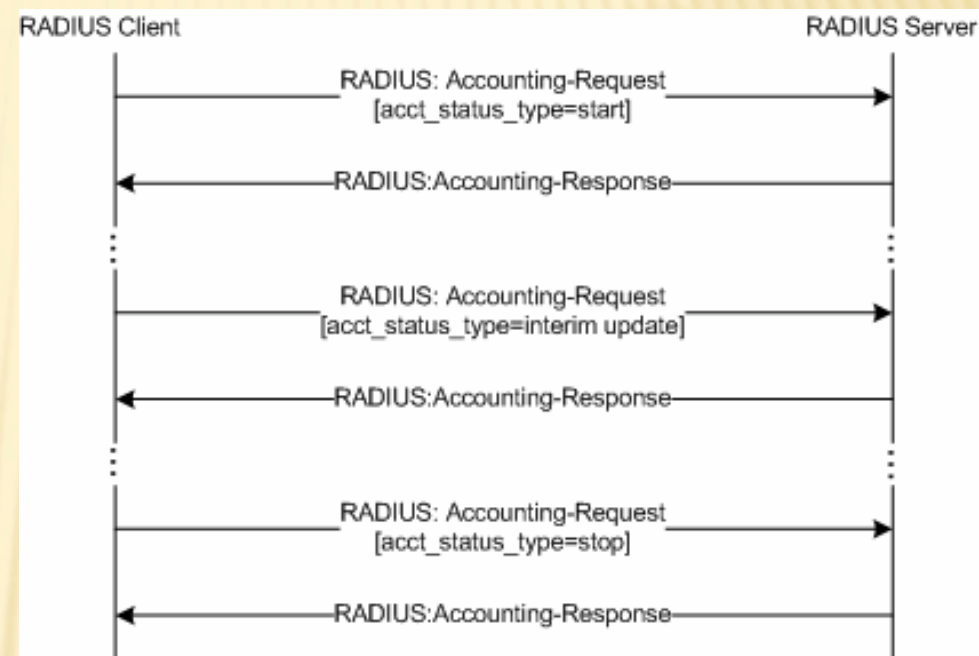 RADIUS Client
RADIUS Server
RADIUS: Accounting-Request
[acct_status_type=start]
RADIUS:Accounting-Response
RADIUS: Accounting-Request
[acct_status_type=interim update]
RADIUS:Accounting-Response
RADIUS: Accounting-Request
[acct_status_type=stop]
RADIUS:Accounting-Response